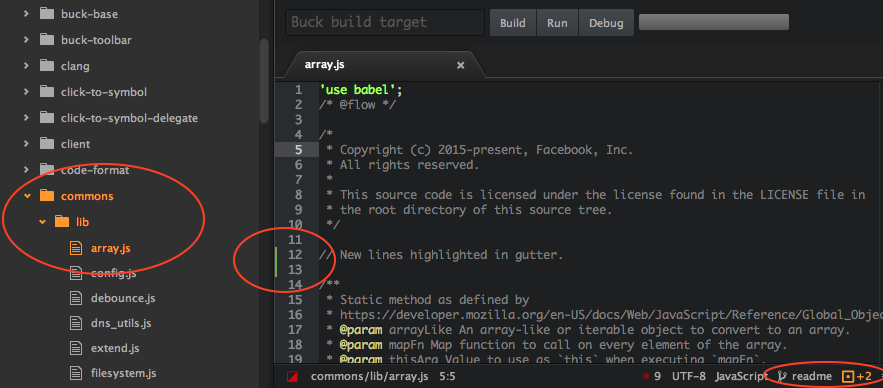 buck-base
buck-toolbar
clang
click-to-symbol
click-to-symbol-delegate
client
code-format
commons
lib
array.js
config.js
debounce.js
dns_utils.js
extend.js
filesystem.js
Buck build target
Build
Run
Debug
array.js
1 'use babel';
2 /* @flow */
3
4 /*
5 * Copyright (c) 2015-present, Facebook, Inc.
6 * All rights reserved.
7 *
8 * This source code is licensed under the license found in the LICENSE file in
9 * the root directory of this source tree.
10 */
11
12 // New lines highlighted in gutter.
13
14 /**
15 * Static method as defined by
16 * https://developer.mozilla.org/en-US/docs/Web/JavaScript/Reference/Global_Objec
17 * @param arrayLike An array-like or iterable object to convert to an array.
18 * @param mapFn Map function to call on every element of the array.
19 * @param thisArg Value to use as `this` when executing `mapFn`.
commons/lib/array.js 5:5 9 UTF-8 JavaScript readme +2